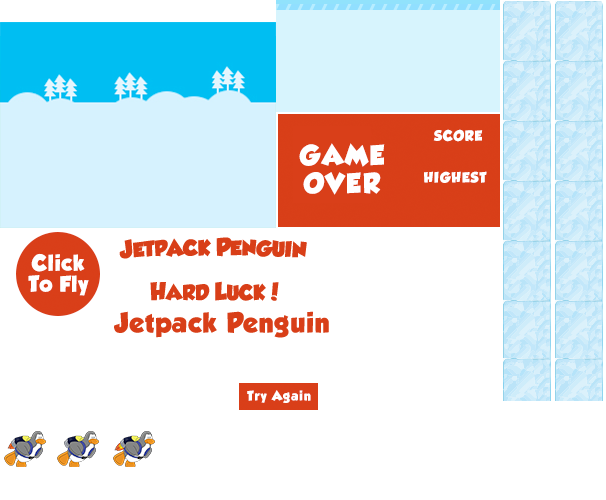 SCORE
GAME
OVER
HIGHEST
Click
To Fly
JETPACK PENGUIN
HARD LUCK!
Jetpack Penguin
Try Again